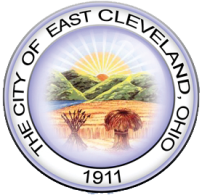 THE CITY OF EAST CLEVELAND, OHIO
1911